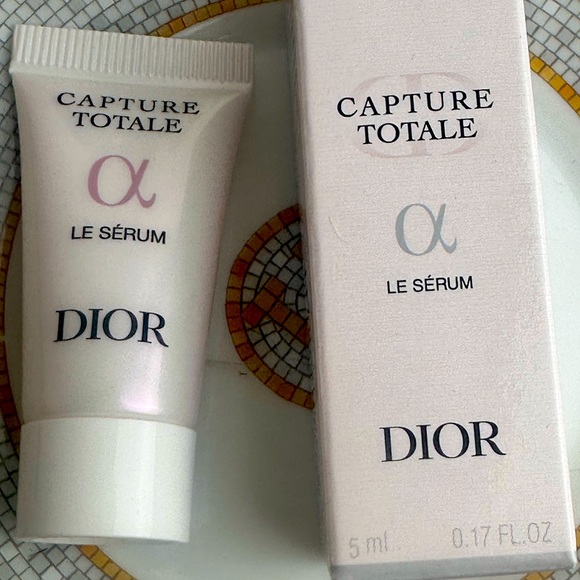 CAPTURE
TOTALE
α
LE SÉRUM
DIOR
CAPTURE
TOTALE
α
LE SÉRUM
DIOR
5 ml 0.17 FL.OZ